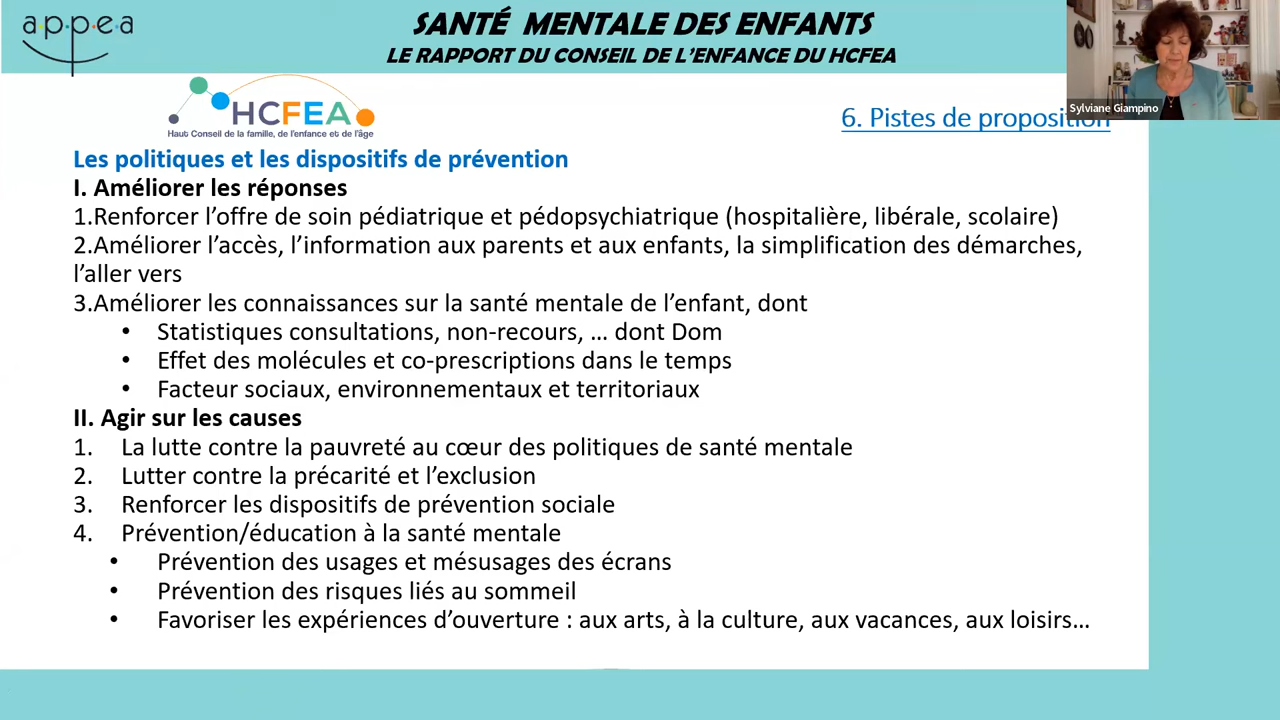 a·p·p·e·a
SANTÉ MENTALE DES ENFANTS
LE RAPPORT DU CONSEIL DE L'ENFANCE DU HCFEA
Sylviane Giampino
HCFEA
Haut Conseil de la famille, de l'enfance et de l'âge
6. Pistes de proposition
Les politiques et les dispositifs de prévention
I. Améliorer les réponses
1.Renforcer l’offre de soin pédiatrique et pédopsychiatrique (hospitalière, libérale, scolaire)
2.Améliorer l’accès, l’information aux parents et aux enfants, la simplification des démarches,
l’aller vers
3.Améliorer les connaissances sur la santé mentale de l’enfant, dont
• Statistiques consultations, non-recours, … dont Dom
• Effet des molécules et co-prescriptions dans le temps
• Facteur sociaux, environnementaux et territoriaux
II. Agir sur les causes
1. La lutte contre la pauvreté au cœur des politiques de santé mentale
2. Lutter contre la précarité et l’exclusion
3. Renforcer les dispositifs de prévention sociale
4. Prévention/éducation à la santé mentale
• Prévention des usages et mésusages des écrans
• Prévention des risques liés au sommeil
• Favoriser les expériences d’ouverture : aux arts, à la culture, aux vacances, aux loisirs…